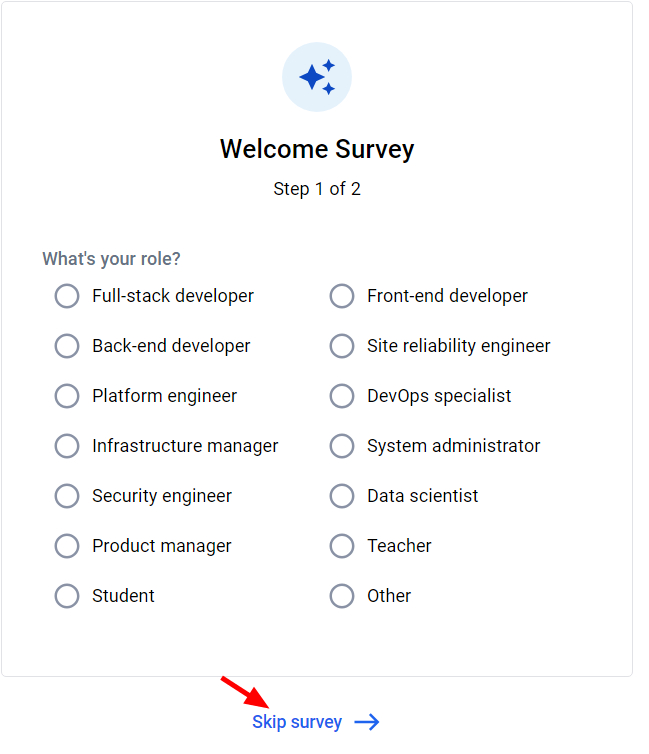 Welcome Survey
Step 1 of 2
What's your role?
Full-stack developer
Front-end developer
Back-end developer
Site reliability engineer
Platform engineer
DevOps specialist
Infrastructure manager
System administrator
Security engineer
Data scientist
Product manager
Teacher
Student
Other
Skip survey